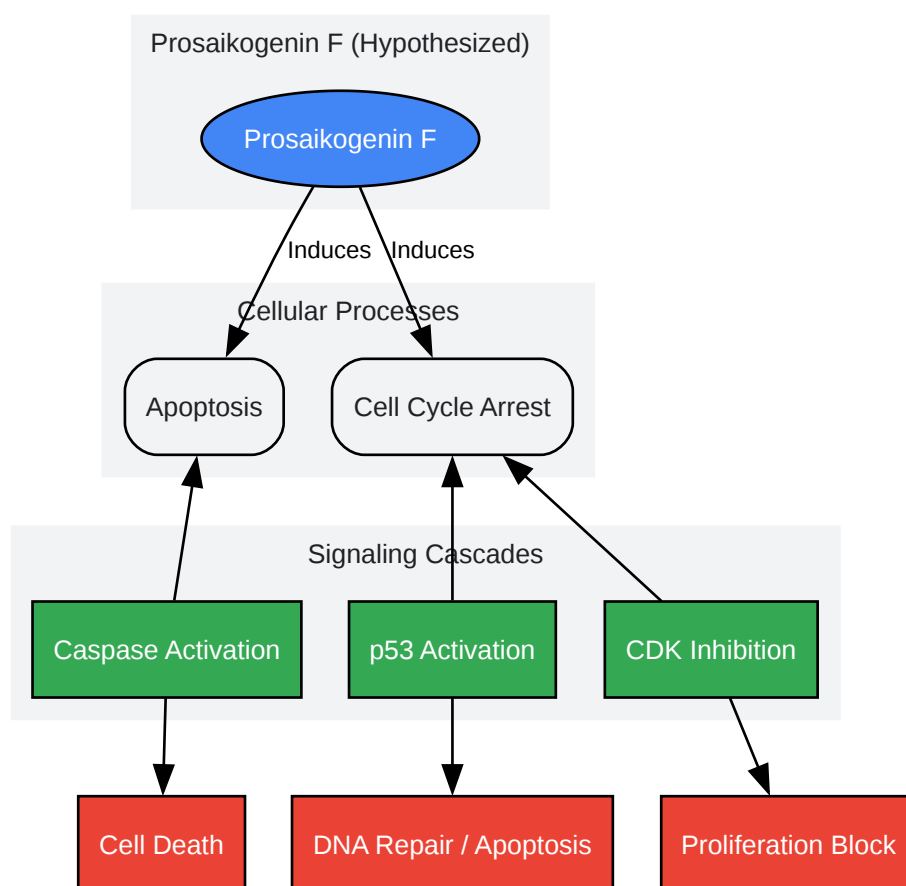 Prosaikogenin F (Hypothesized)
Prosaikogenin F
Induces
Induces
Cellular Processes
Apoptosis
Cell Cycle Arrest
Signaling Cascades
Caspase Activation
p53 Activation
CDK Inhibition
Cell Death
DNA Repair / Apoptosis
Proliferation Block